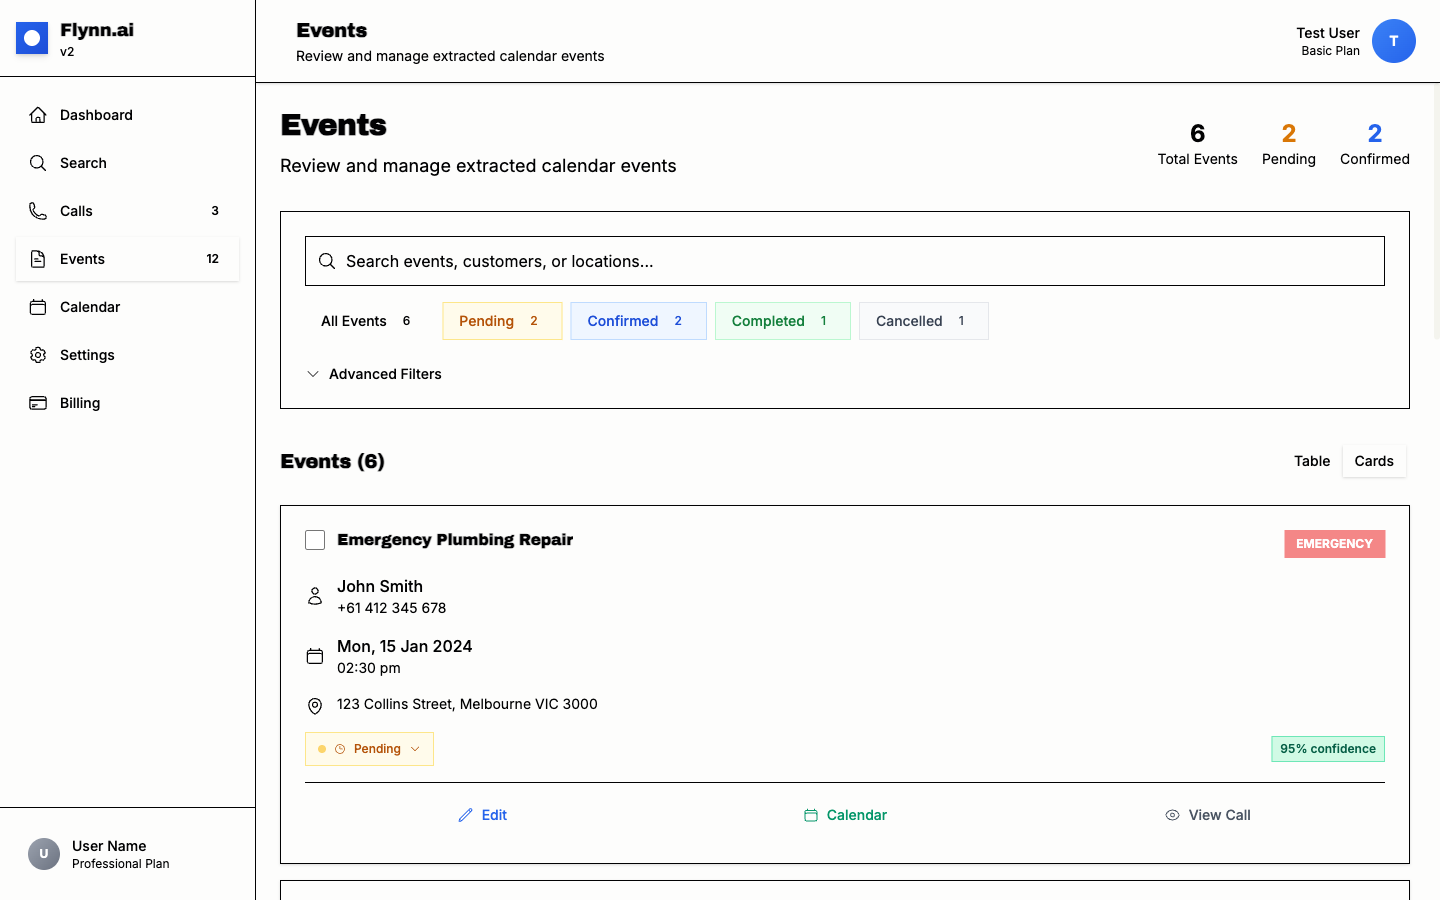 Flynn.ai
v2
Dashboard
Search
Calls 3
Events 12
Calendar
Settings
Billing
U
User Name
Professional Plan
Events
Review and manage extracted calendar events
Test User
Basic Plan
T
Events
Review and manage extracted calendar events
6
Total Events
2
Pending
2
Confirmed
Search events, customers, or locations...
All Events 6 Pending 2 Confirmed 2 Completed 1 Cancelled 1
Advanced Filters
Events (6)
Table Cards
Emergency Plumbing Repair
EMERGENCY
John Smith
+61 412 345 678
Mon, 15 Jan 2024
02:30 pm
123 Collins Street, Melbourne VIC 3000
Pending
95% confidence
Edit Calendar View Call